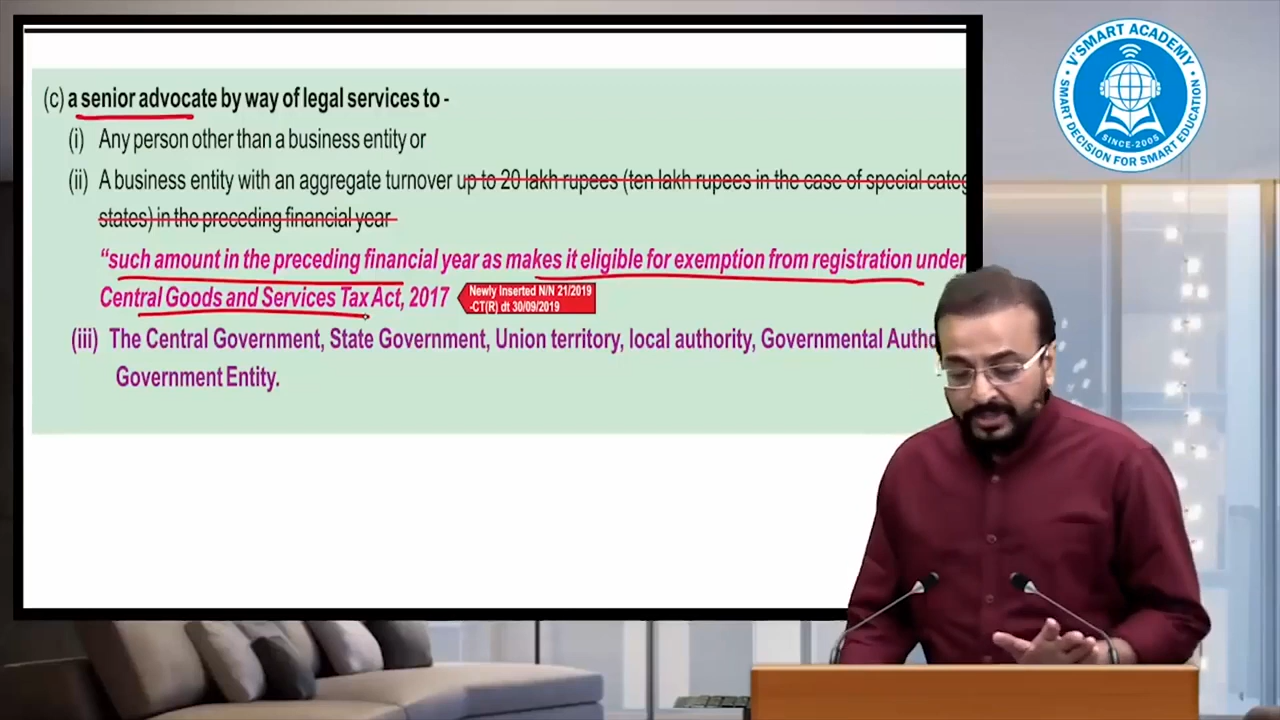 (c) a senior advocate by way of legal services to -
(i) Any person other than a business entity or
(ii) A business entity with an aggregate turnover up to 20 lakh rupees (ten lakh rupees in the case of special categ
states) in the preceding financial year
“such amount in the preceding financial year as makes it eligible for exemption from registration under
Central Goods and Services Tax Act, 2017
Newly Inserted N/N 21/2019
-CT(R) dt 30/09/2019
(iii) The Central Government, State Government, Union territory, local authority, Governmental Autho
Government Entity.
V'SMART ACADEMY
SMART DECISION FOR SMART EDUCATION
SINCE-2005